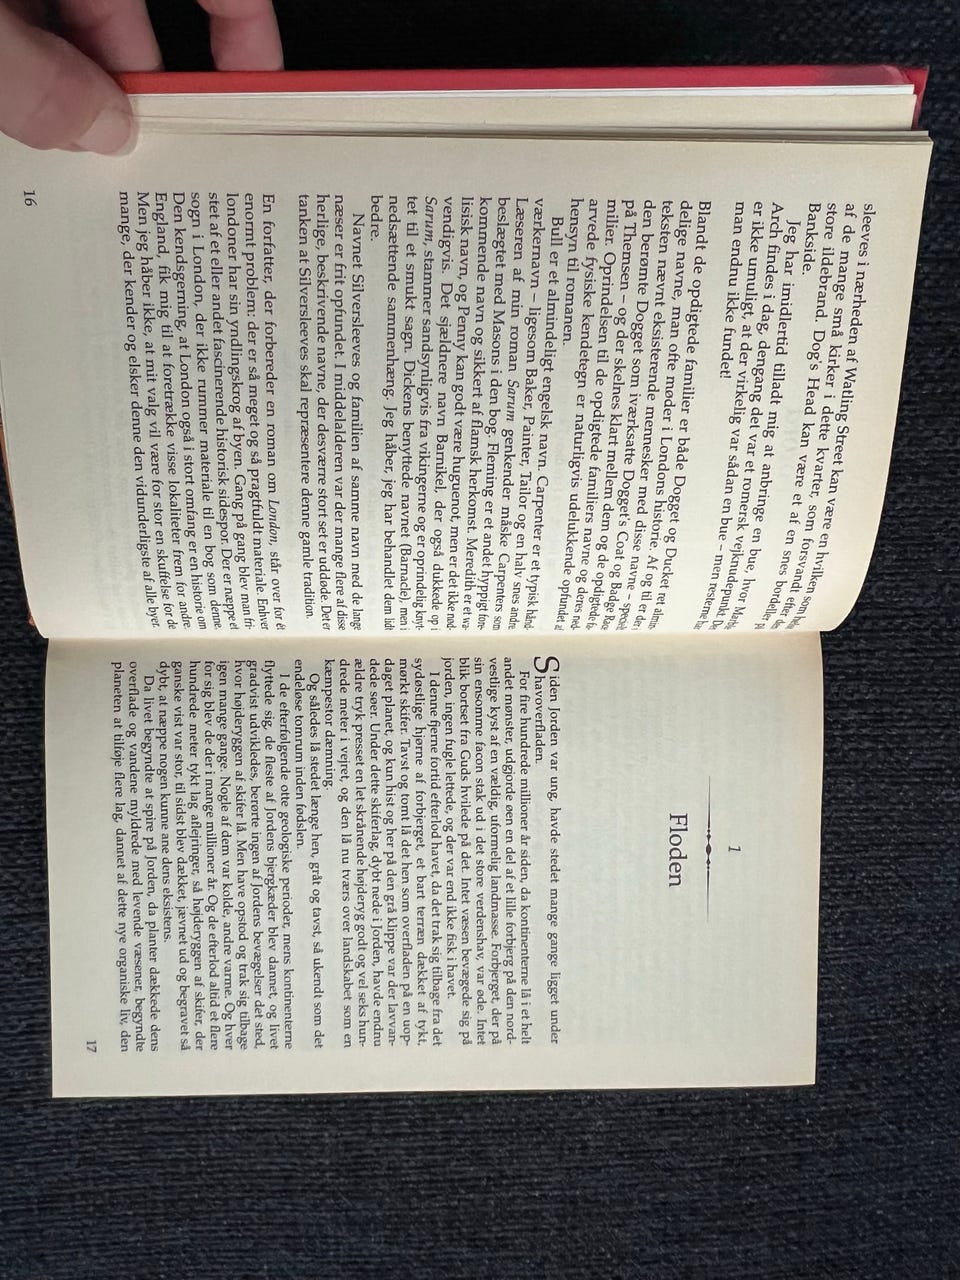 sleeves i nærheden af Watling Street kan være en hvilken som
af de mange små kirker i dette kvarter, som forsvandt efter
store ildebrand. Dog's Head kan være et af en snes bordeller
Bankside.
Jeg har imidlertid tilladt mig at anbringe en bue, hvor Marble
Arch findes i dag, dengang det var et romersk vejknudepunkt.
er ikke umuligt, at der virkelig var sådan en bue – men resterne
man endnu ikke fundet!
Blandt de opdigtede familier er både Dogget og Ducket ret almin-
delige navne, man ofte møder i Londons historie. Af og til er der i
teksten nævnt eksisterende mennesker med disse navne – specielt
den berømte Dogget som iværksatte Dogget's Coat og Badge Race
på Themsen – og der skelnes klart mellem dem og de opdigtede fa-
milier. Oprindelsen til de opdigtede familiers navne og deres ned-
arvede fysiske kendetegn er naturligvis udelukkende opfundet af
hensyn til romanen.
Bull er et almindeligt engelsk navn. Carpenter er et typisk hånd-
værkernavn – ligesom Baker, Painter, Tailor og en halv snes andre.
Læseren af min roman Sarum genkender måske Carpenters som
beslægtet med Masons i den bog. Fleming er et andet hyppigt fore-
kommende navn og sikkert af flamsk herkomst. Meredith er et wa-
lisisk navn, og Penny kan godt være huguenot, men er det ikke nød-
vendigvis. Det sjældnere navn Barnikel, der også dukkede op i
Sarum, stammer sandsynligvis fra vikingerne og er oprindelig knyt-
tet til et smukt sagn. Dickens benyttede navnet (Barnacle), men i
nedsættende sammenhæng. Jeg håber, jeg har behandlet dem lidt
bedre.
Navnet Silversleeves og familien af samme navn med de lange
næser er frit opfundet. I middelalderen var der mange flere af disse
herlige, beskrivende navne, der desværre stort set er uddøde. Det er
tanken at Silversleeves skal repræsentere denne gamle tradition.
En forfatter, der forbereder en roman om London, står over for ét
enormt problem: der er så meget og så pragtfuldt materiale. Enhver
londoner har sin yndlingskrog af byen. Gang på gang blev man fri-
stet af et eller andet fascinerende historisk sidespor. Der er næppe et
sogn i London, der ikke rummer materiale til en bog som denne.
Den kendsgerning, at London også i stort omfang er en historie om
England, fik mig til at foretrække visse lokaliteter frem for andre.
Men jeg håber ikke, at mit valg vil være for stor en skuffelse for de
mange, der kender og elsker denne den vidunderligste af alle byer.
16
1
Floden
Siden Jorden var ung, havde stedet mange gange ligget under
havoverfladen.
For fire hundrede millioner år siden, da kontinenterne lå i et helt
andet mønster, udgjorde øen en del af et lille forbjerg på den nord-
vestlige kyst af en vældig, uformelig landmasse. Forbjerget, der på
sin ensomme facon stak ud i det store verdenshav, var øde. Intet
blik bortset fra Guds hvilede på det. Intet væsen bevægede sig på
jorden, ingen fugle lettede, og der var end ikke fisk i havet.
I denne fjerne fortid efterlod havet, da det trak sig tilbage fra det
sydøstlige hjørne af forbjerget, et bart terræn dækket af tykt,
mørkt skifer. Tavst og tomt lå det hen som overfladen på en uop-
daget planet, og kun hist og her på den grå klippe var der lavvan-
dede søer. Under dette skiferlag, dybt nede i Jorden, havde endnu
ældre tryk presset en let skrånende højderyg godt og vel seks hun-
drede meter i vejret, og den lå nu tværs over landskabet som en
kæmpestor dæmning.
Og således lå stedet længe hen, gråt og tavst, så ukendt som det
endeløse tomrum inden fødslen.
I de efterfølgende otte geologiske perioder, mens kontinenterne
flyttede sig, de fleste af Jordens bjergkæder blev dannet, og livet
gradvist udvikledes, berørte ingen af Jordens bevægelser det sted,
hvor højderyggen af skifer lå. Men have opstod og trak sig tilbage
igen mange gange. Nogle af dem var kolde, andre varme. Og hver
for sig blev de der i mange millioner år. Og de efterlod altid et flere
hundrede meter tykt lag aflejringer, så højderyggen af skifer, der
ganske vist var stor, til sidst blev dækket, jævnet ud og begravet så
dybt, at næppe nogen kunne ane dens eksistens.
Da livet begyndte at spire på Jorden, da planter dækkede dens
overflade og vandene myldrede med levende væsener, begyndte
planeten at tilføje flere lag, dannet af dette nye organiske liv, den
17